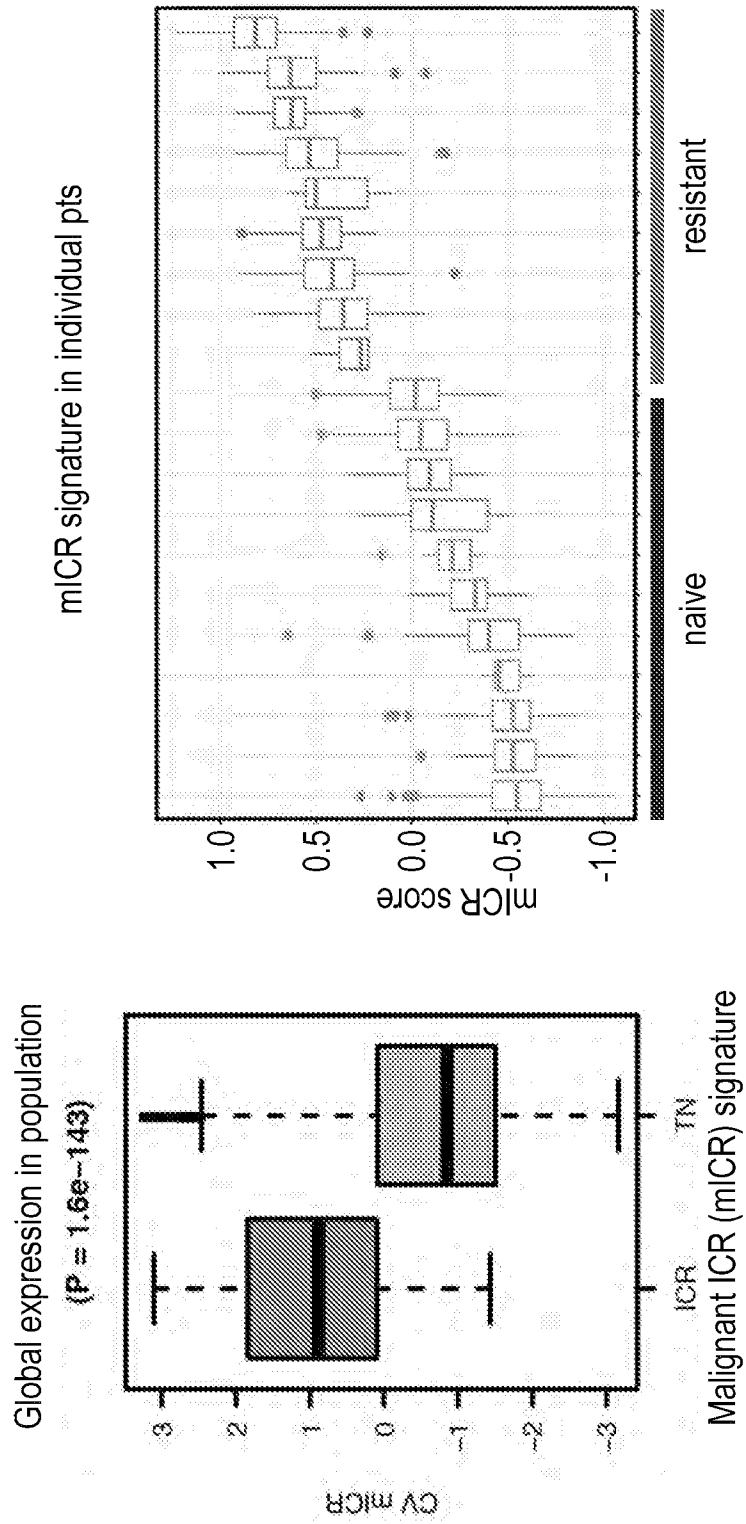 Global expression in population
(P = 1.6e-143)
CV mICR
3
2
1
0
-1
-2
-3
ICR
TN
Malignant ICR (mICR) signature
mICR signature in individual pts
mICR score
1.0
0.5
0.0
-0.5
-1.0
naive
resistant